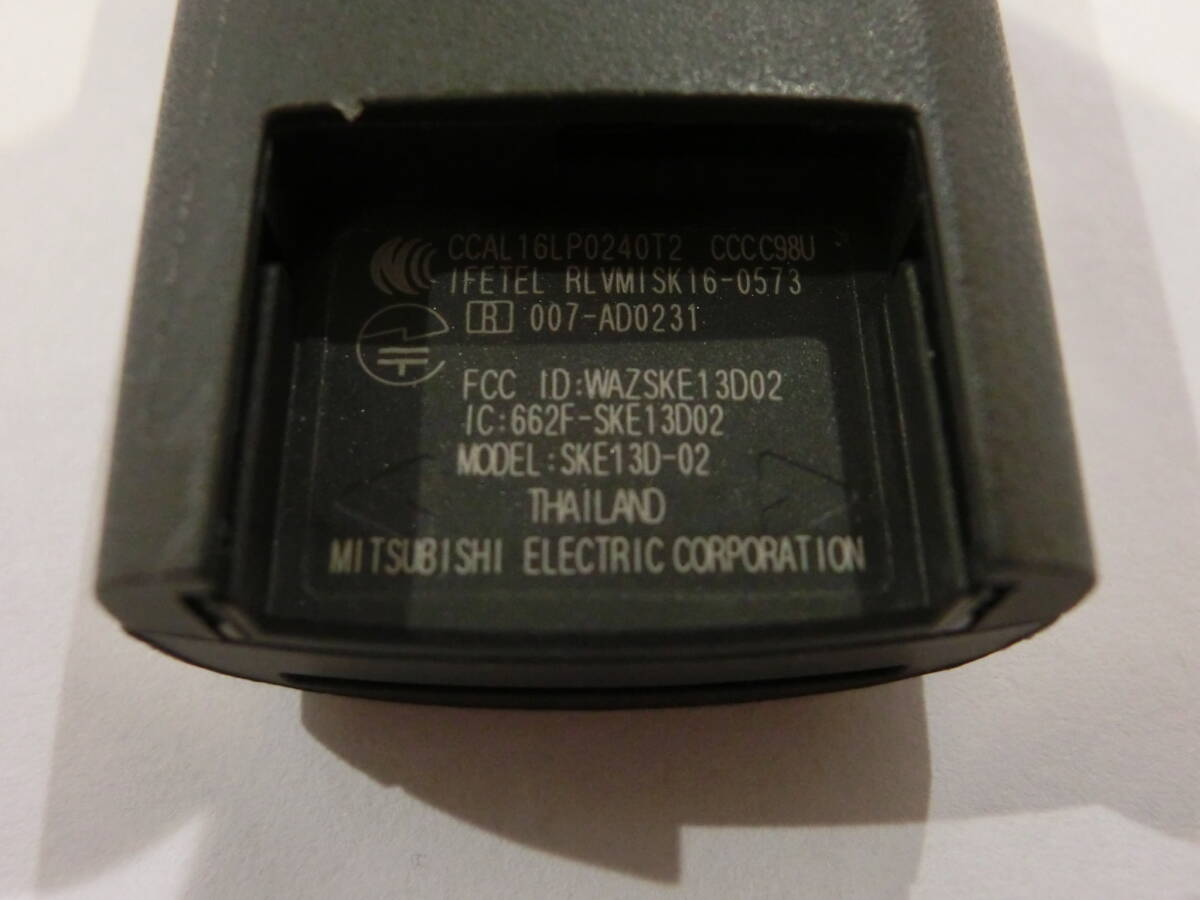 CCAL16LP0240T2 CCCC98U
IFETEL RLVMISK16-0573
R 007-AD0231
FCC ID:WAZSKE13D02
IC:662F-SKE13D02
MODEL:SKE13D-02
THAILAND
MITSUBISHI ELECTRIC CORPORATION